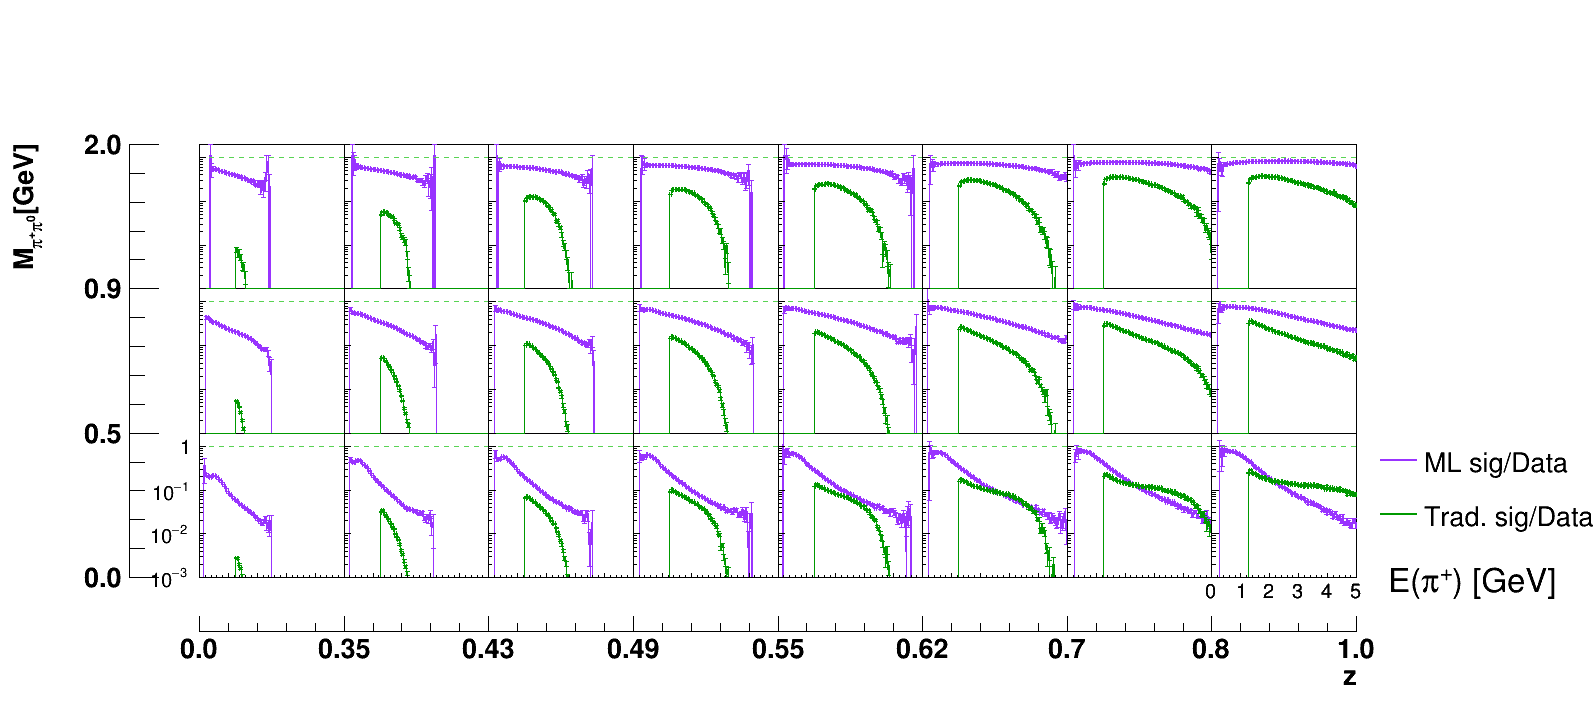 M_{π⁺π⁰}[GeV]
2.0
0.9
0.5
0.0
1
10⁻¹
10⁻²
10⁻³
ML sig/Data
Trad. sig/Data
0 1 2 3 4 5
E(π⁺) [GeV]
0.0 0.35 0.43 0.49 0.55 0.62 0.7 0.8 1.0
z